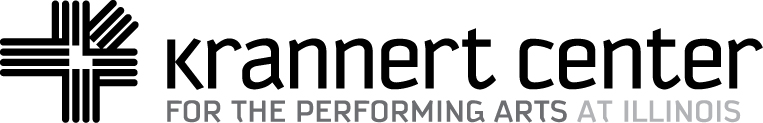 krannert center
FOR THE PERFORMING ARTS AT ILLINOIS